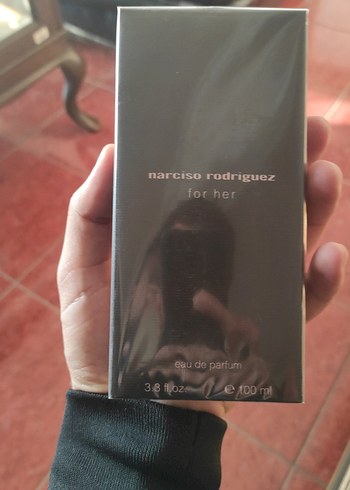 narciso rodriguez
for her
eau de parfum
3.3 fl.oz. ℮ 100 ml